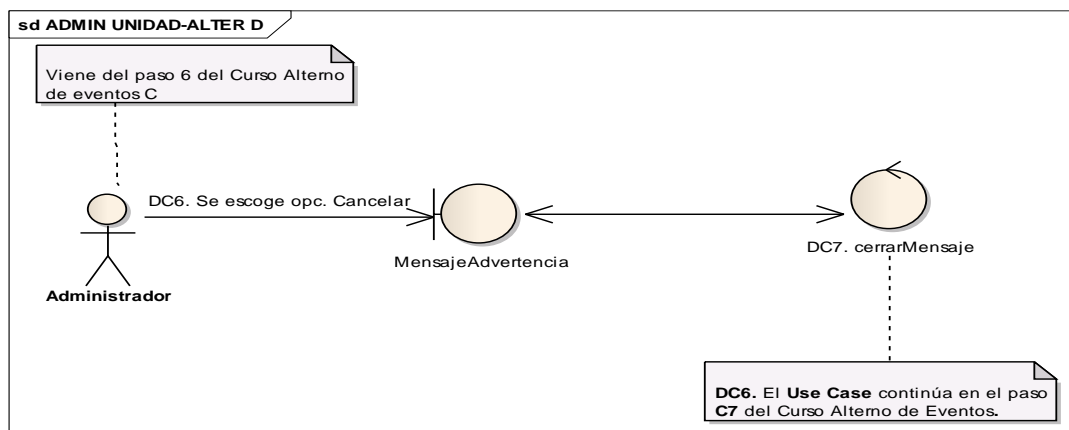 sd ADMIN UNIDAD-ALTER D
Viene del paso 6 del Curso Alterno
de eventos C
DC6. Se escoge opc. Cancelar
MensajeAdvertencia
DC7. cerrarMensaje
Administrador
DC6. El Use Case continúa en el paso
C7 del Curso Alterno de Eventos.